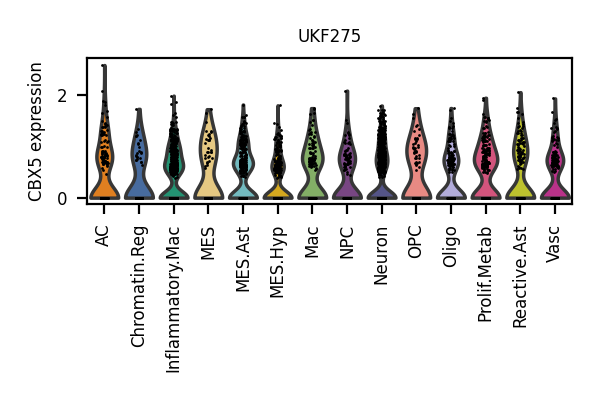 UKF275
CBX5 expression
2
0
AC
Chromatin.Reg
Inflammatory.Mac
MES
MES.Ast
MES.Hyp
Mac
NPC
Neuron
OPC
Oligo
Prolif.Metab
Reactive.Ast
Vasc